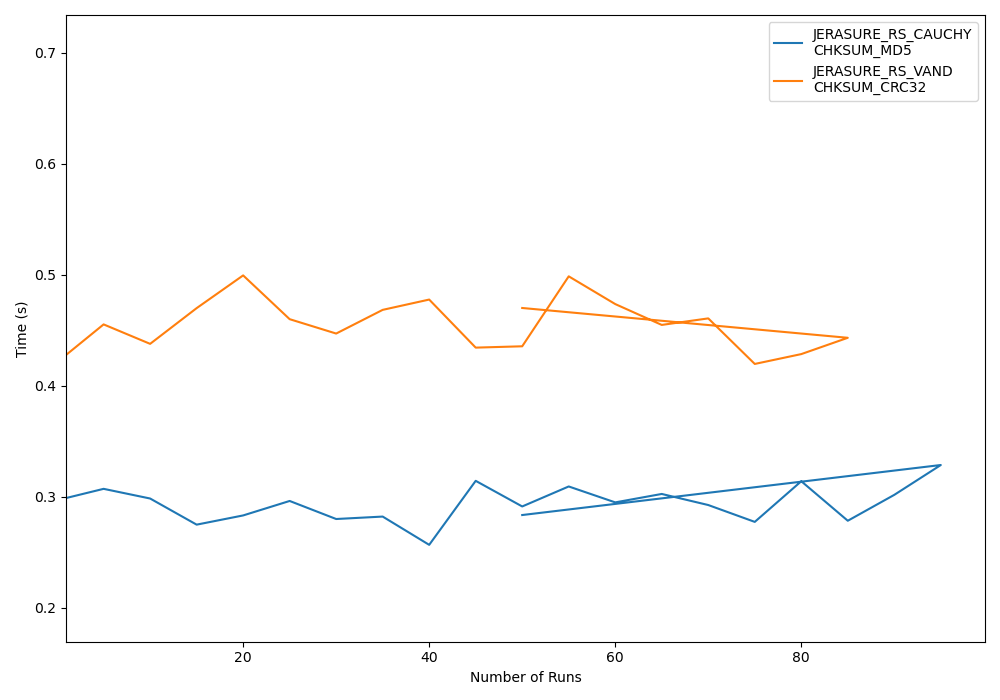 0.7
0.6
0.5
0.4
0.3
0.2
Time (s)
20
40
60
80
Number of Runs
JERASURE_RS_CAUCHY
CHKSUM_MD5
JERASURE_RS_VAND
CHKSUM_CRC32